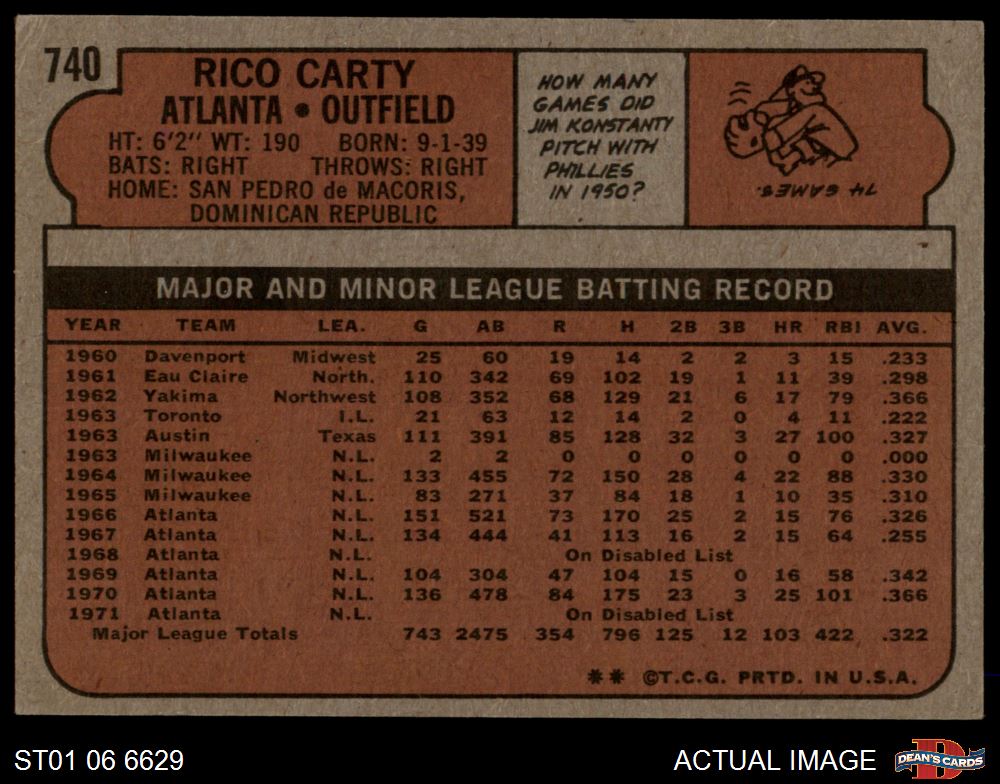 740
RICO CARTY
ATLANTA • OUTFIELD
HT: 6'2" WT: 190 BORN: 9-1-39
BATS: RIGHT THROWS: RIGHT
HOME: SAN PEDRO de MACORIS,
DOMINICAN REPUBLIC
HOW MANY
GAMES DID
JIM KONSTANTY
PITCH WITH
PHILLIES
IN 1950?
74 GAMES.
MAJOR AND MINOR LEAGUE BATTING RECORD
YEAR TEAM LEA. G AB R H 2B 3B HR RBI AVG.
1960 Davenport Midwest 25 60 19 14 2 2 3 15 .233
1961 Eau Claire North. 110 342 69 102 19 1 11 39 .298
1962 Yakima Northwest 108 352 68 129 21 6 17 79 .366
1963 Toronto I.L. 21 63 12 14 2 0 4 11 .222
1963 Austin Texas 111 391 85 128 32 3 27 100 .327
1963 Milwaukee N.L. 2 2 0 0 0 0 0 0 .000
1964 Milwaukee N.L. 133 455 72 150 28 4 22 88 .330
1965 Milwaukee N.L. 83 271 37 84 18 1 10 35 .310
1966 Atlanta N.L. 151 521 73 170 25 2 15 76 .326
1967 Atlanta N.L. 134 444 41 113 16 2 15 64 .255
1968 Atlanta N.L. On Disabled List
1969 Atlanta N.L. 104 304 47 104 15 0 16 58 .342
1970 Atlanta N.L. 136 478 84 175 23 3 25 101 .366
1971 Atlanta N.L. On Disabled List
Major League Totals 743 2475 354 796 125 12 103 422 .322
** ©T.C.G. PRTD. IN U.S.A.
ST01 06 6629
ACTUAL IMAGE
D
DEAN'S CARDS